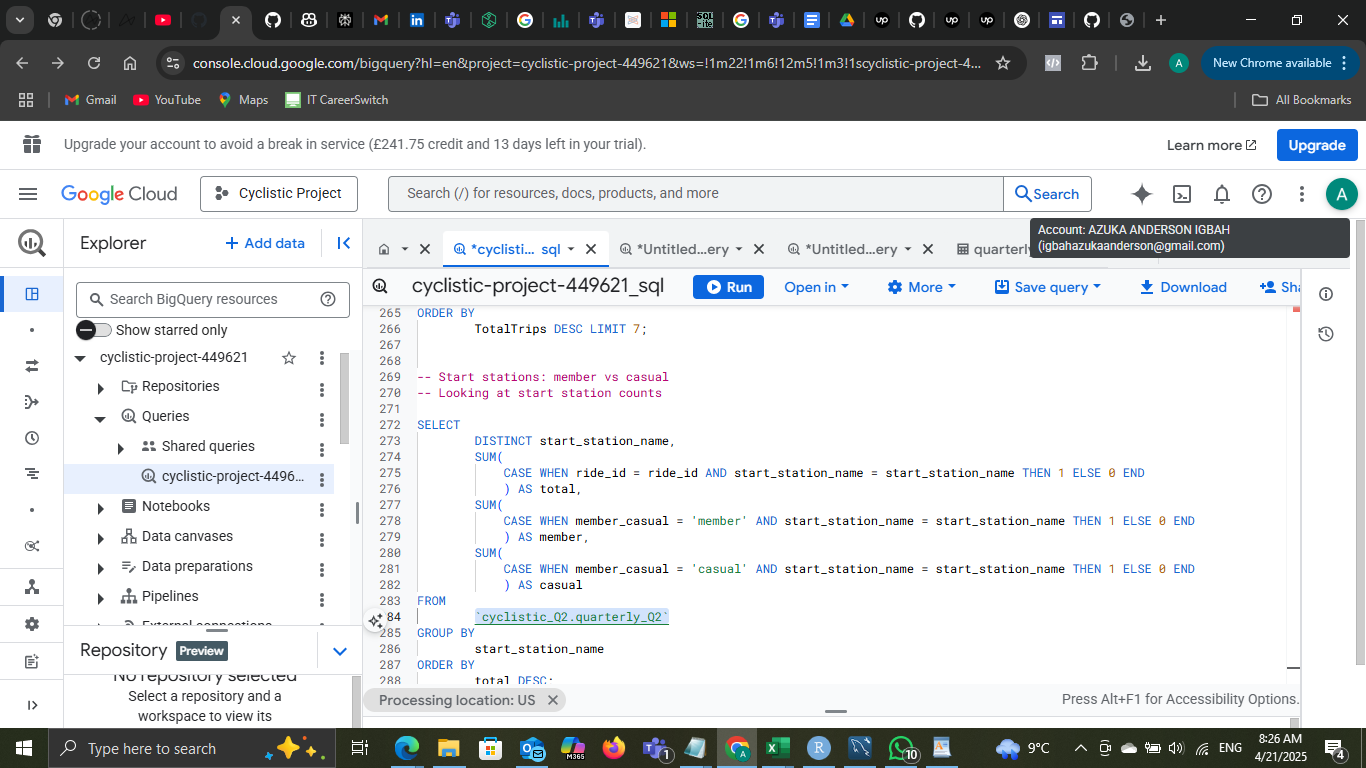 console.cloud.google.com/bigquery?hl=en&project=cyclistic-project-449621&ws=!1m22!1m6!12m5!1m3!1scyclistic-project-4...
New Chrome available
Gmail
YouTube
Maps
IT CareerSwitch
All Bookmarks
Upgrade your account to avoid a break in service (£241.75 credit and 13 days left in your trial).
Learn more
Upgrade
Google Cloud
Cyclistic Project
Search (/) for resources, docs, products, and more
Search
A
Account: AZUKA ANDERSON IGBAH
(igbahazukaanderson@gmail.com)
Explorer
+ Add data
*cyclisti... sql
*Untitled...ery
*Untitled...ery
quarterly
Search BigQuery resources
Show starred only
cyclistic-project-449621
Repositories
Queries
Shared queries
cyclistic-project-4496...
Notebooks
Data canvases
Data preparations
Pipelines
External connections
Repository Preview
No repository selected
Select a repository and a
workspace to view its
cyclistic-project-449621_sql
Run
Open in
More
Save query
Download
Sha
265 ORDER BY
266 TotalTrips DESC LIMIT 7;
267
268
269 -- Start stations: member vs casual
270 -- Looking at start station counts
271
272 SELECT
273 DISTINCT start_station_name,
274 SUM(
275 CASE WHEN ride_id = ride_id AND start_station_name = start_station_name THEN 1 ELSE 0 END
276 ) AS total,
277 SUM(
278 CASE WHEN member_casual = 'member' AND start_station_name = start_station_name THEN 1 ELSE 0 END
279 ) AS member,
280 SUM(
281 CASE WHEN member_casual = 'casual' AND start_station_name = start_station_name THEN 1 ELSE 0 END
282 ) AS casual
283 FROM
284 `cyclistic_Q2.quarterly_Q2`
285 GROUP BY
286 start_station_name
287 ORDER BY
288 total DESC;
Processing location: US
Press Alt+F1 for Accessibility Options.
Type here to search
9°C
ENG
8:26 AM
4/21/2025